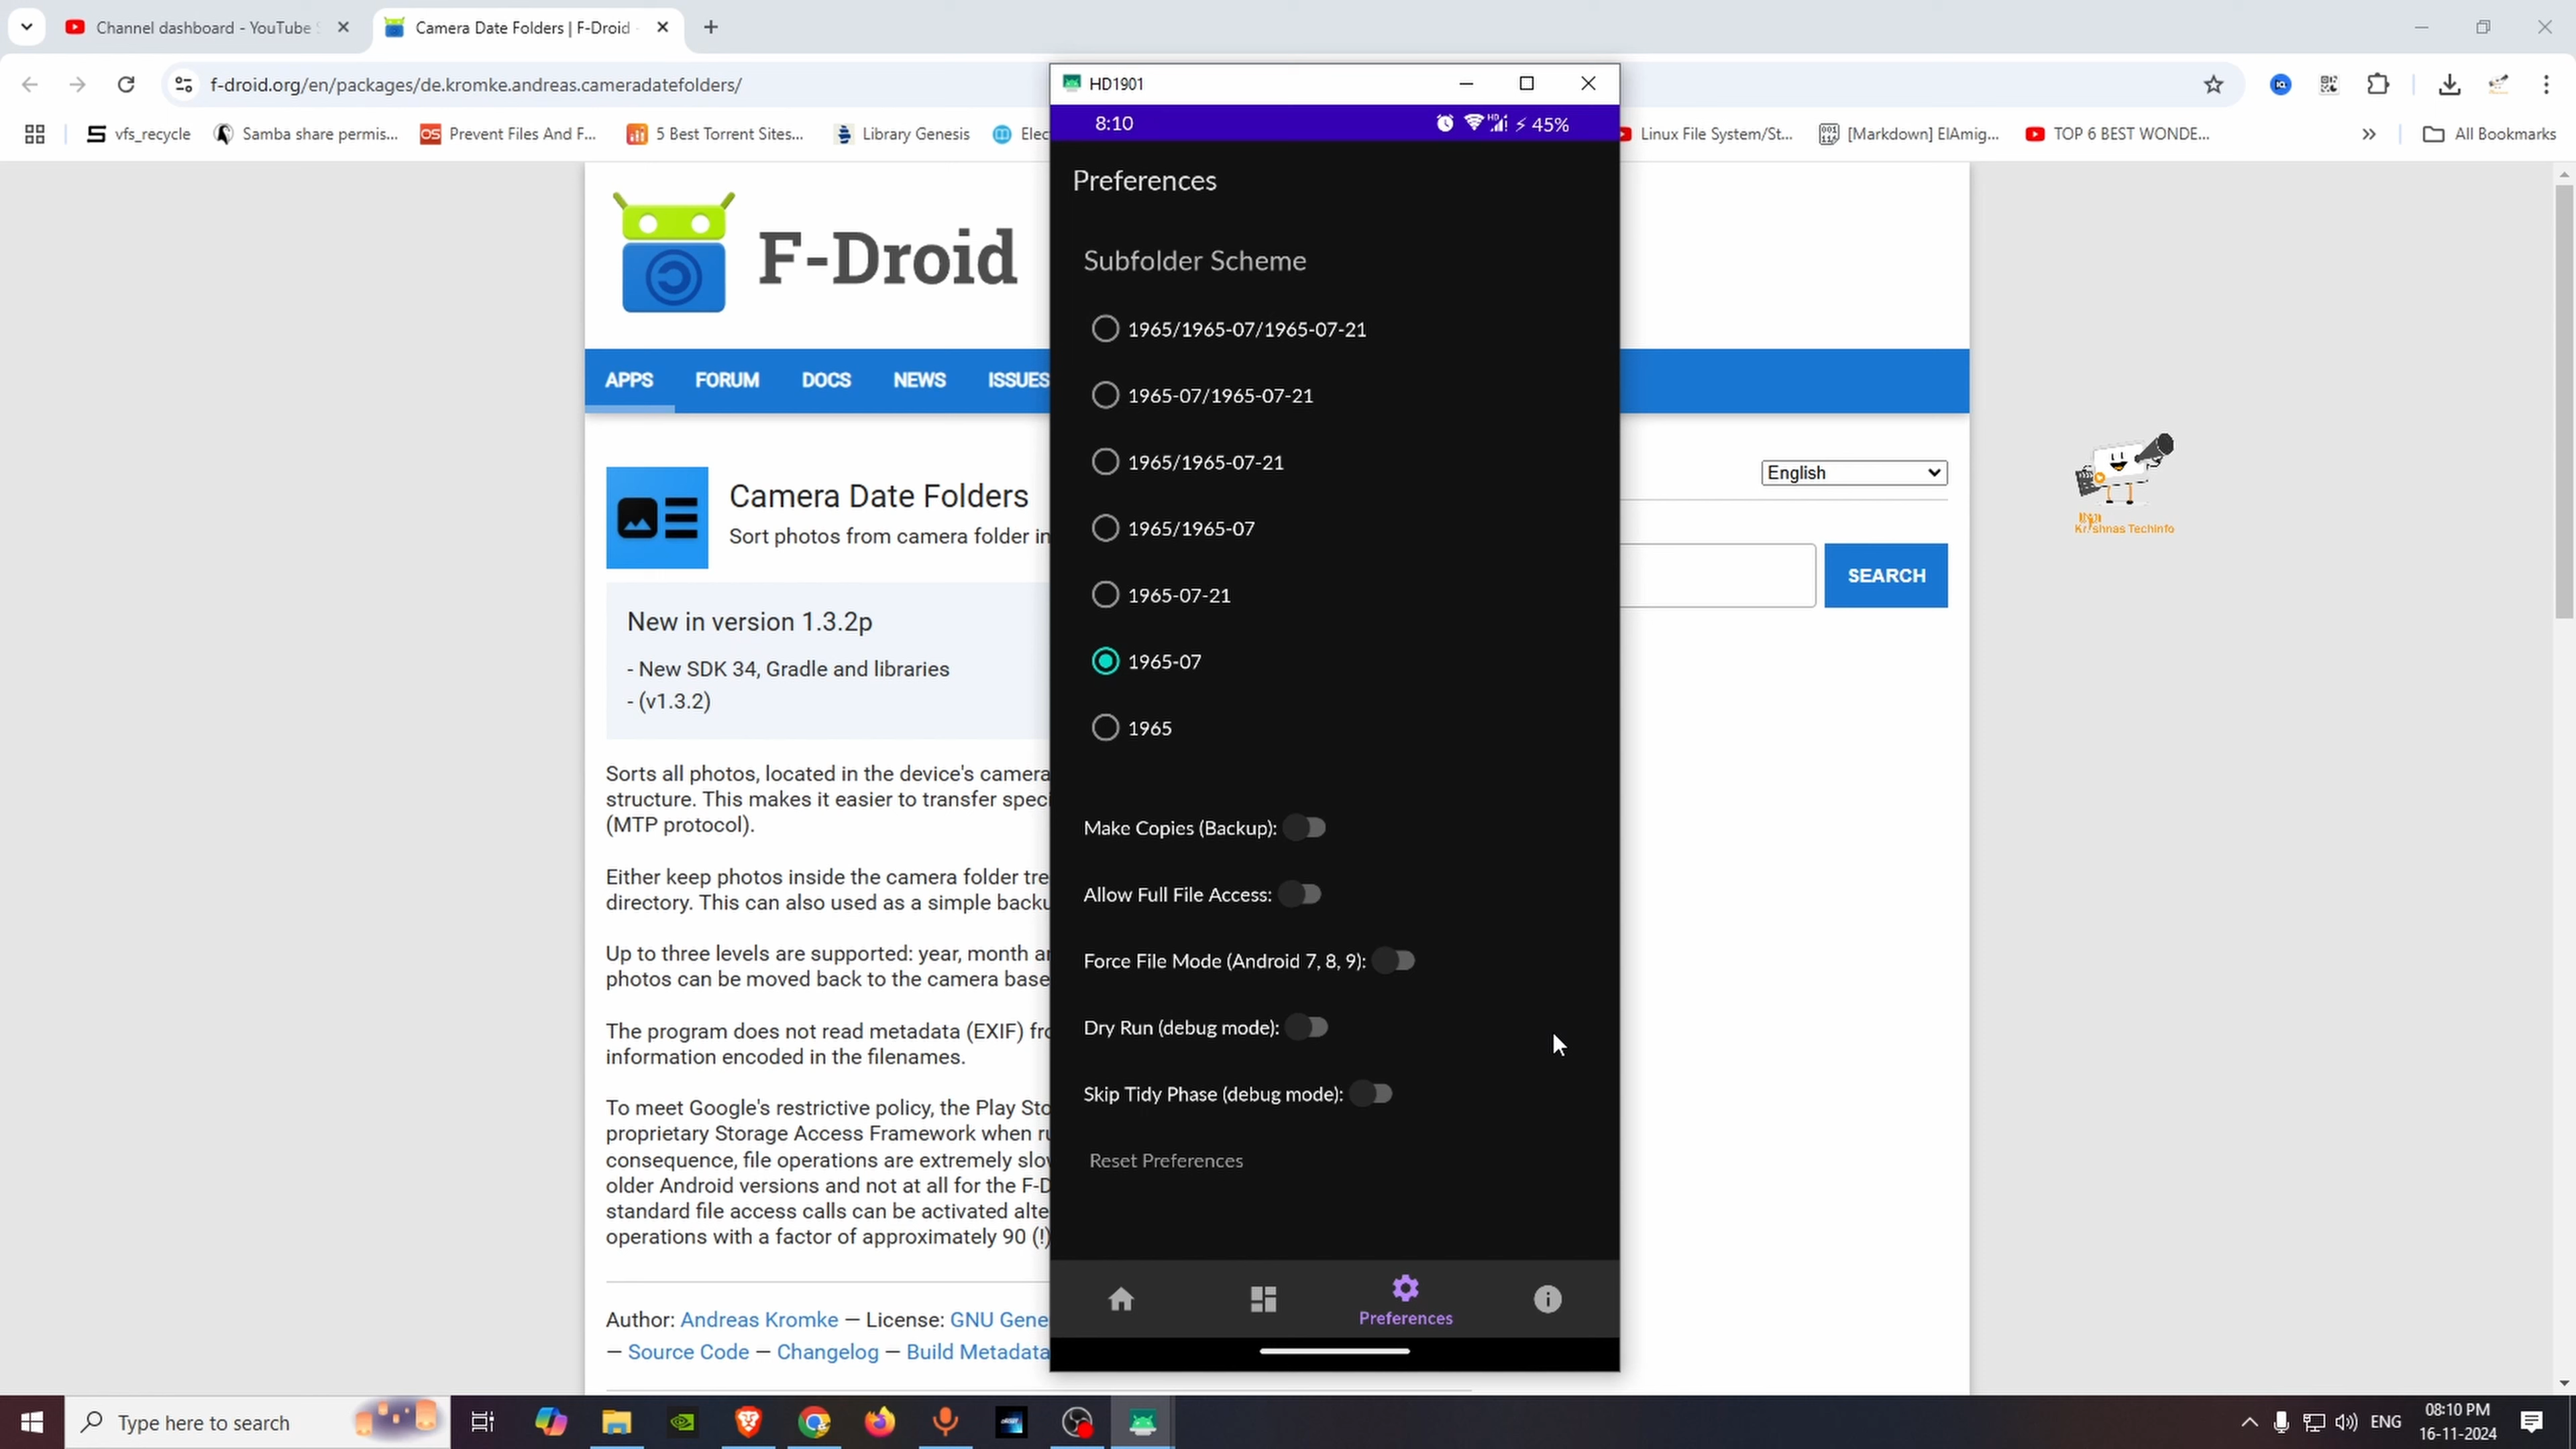 Channel dashboard - YouTube S
Camera Date Folders | F-Droid -
f-droid.org/en/packages/de.kromke.andreas.cameradatefolders/
vfs_recycle
Samba share permis...
Prevent Files And F...
5 Best Torrent Sites...
Library Genesis
Elec
Linux File System/St...
[Markdown] ElAmig...
TOP 6 BEST WONDE...
All Bookmarks
F-Droid
APPS
FORUM
DOCS
NEWS
ISSUES
English
Camera Date Folders
Sort photos from camera folder in
SEARCH
New in version 1.3.2p
- New SDK 34, Gradle and libraries
- (v1.3.2)
Sorts all photos, located in the device's camera
structure. This makes it easier to transfer speci
(MTP protocol).
Either keep photos inside the camera folder tre
directory. This can also used as a simple backu
Up to three levels are supported: year, month an
photos can be moved back to the camera base
The program does not read metadata (EXIF) fro
information encoded in the filenames.
To meet Google's restrictive policy, the Play Sto
proprietary Storage Access Framework when ru
consequence, file operations are extremely slow
older Android versions and not at all for the F-D
standard file access calls can be activated alte
operations with a factor of approximately 90 (!)
Author: Andreas Kromke — License: GNU Gene
— Source Code — Changelog — Build Metadata
HD1901
8:10
HD
45%
Preferences
Subfolder Scheme
1965/1965-07/1965-07-21
1965-07/1965-07-21
1965/1965-07-21
1965/1965-07
1965-07-21
1965-07
1965
Make Copies (Backup):
Allow Full File Access:
Force File Mode (Android 7, 8, 9):
Dry Run (debug mode):
Skip Tidy Phase (debug mode):
Reset Preferences
Preferences
Krishnas TechInfo
Type here to search
ENG
08:10 PM
16-11-2024